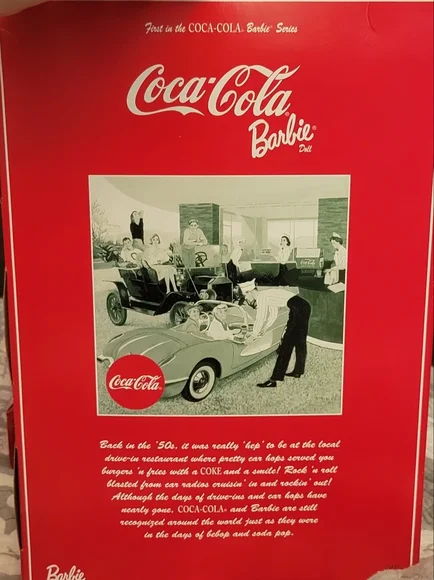 First in the COCA-COLA® Barbie® Series
Coca-Cola®
Barbie®
Doll
Coca-Cola
Coca-Cola
Back in the '50s, it was really 'hep' to be at the local
drive-in restaurant where pretty car hops served you
burgers 'n fries with a COKE and a smile! Rock 'n roll
blasted from car radios cruisin' in and rockin' out!
Although the days of drive-ins and car hops have
nearly gone, COCA-COLA® and Barbie are still
recognized around the world just as they were
in the days of bebop and soda pop.
Barbie